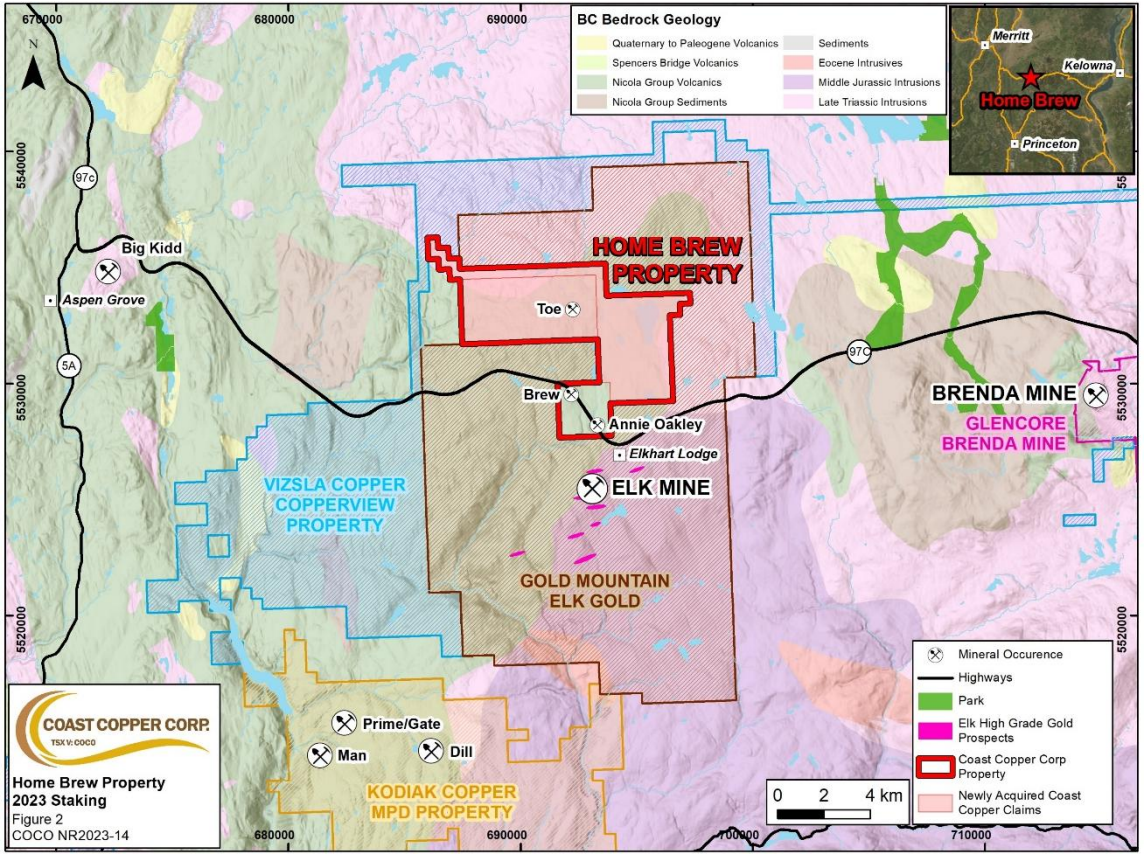 670000
680000
690000
N
BC Bedrock Geology
Quaternary to Paleogene Volcanics
Spencers Bridge Volcanics
Nicola Group Volcanics
Nicola Group Sediments
Sediments
Eocene Intrusives
Middle Jurassic Intrusions
Late Triassic Intrusions
Merritt
Kelowna
Home Brew
Princeton
5540000
97c
Big Kidd
Aspen Grove
5A
HOME BREW
PROPERTY
Toe
97C
5530000
5530000
Brew
Annie Oakley
Elkhart Lodge
BRENDA MINE
GLENCORE
BRENDA MINE
ELK MINE
VIZSLA COPPER
COPPERVIEW
PROPERTY
GOLD MOUNTAIN
ELK GOLD
5520000
5520000
Prime/Gate
Man
Dill
KODIAK COPPER
MPD PROPERTY
COAST COPPER CORP.
TSX V: COCO
Home Brew Property
2023 Staking
Figure 2
COCO NR2023-14
Mineral Occurence
Highways
Park
Elk High Grade Gold
Prospects
Coast Copper Corp
Property
Newly Acquired Coast
Copper Claims
0 2 4 km
680000
690000
700000
710000